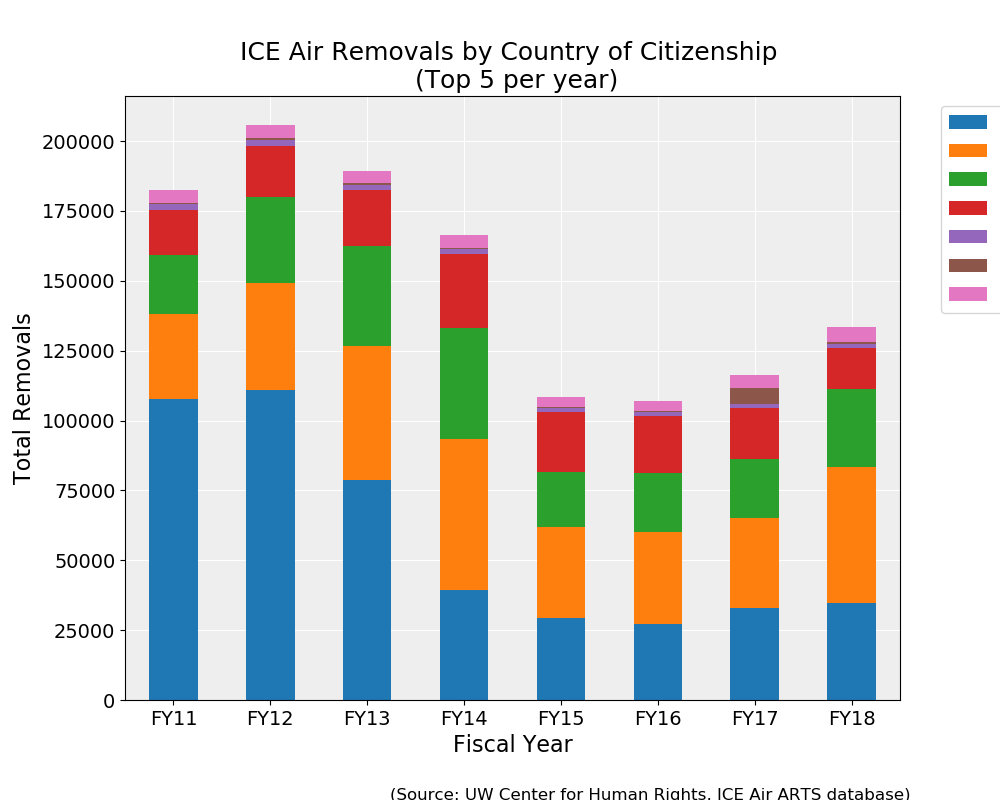 ICE Air Removals by Country of Citizenship
(Top 5 per year)
200000
175000
150000
125000
100000
75000
50000
25000
0
Total Removals
FY11 FY12 FY13 FY14 FY15 FY16 FY17 FY18
Fiscal Year
(Source: UW Center for Human Rights, ICE Air ARTS database)